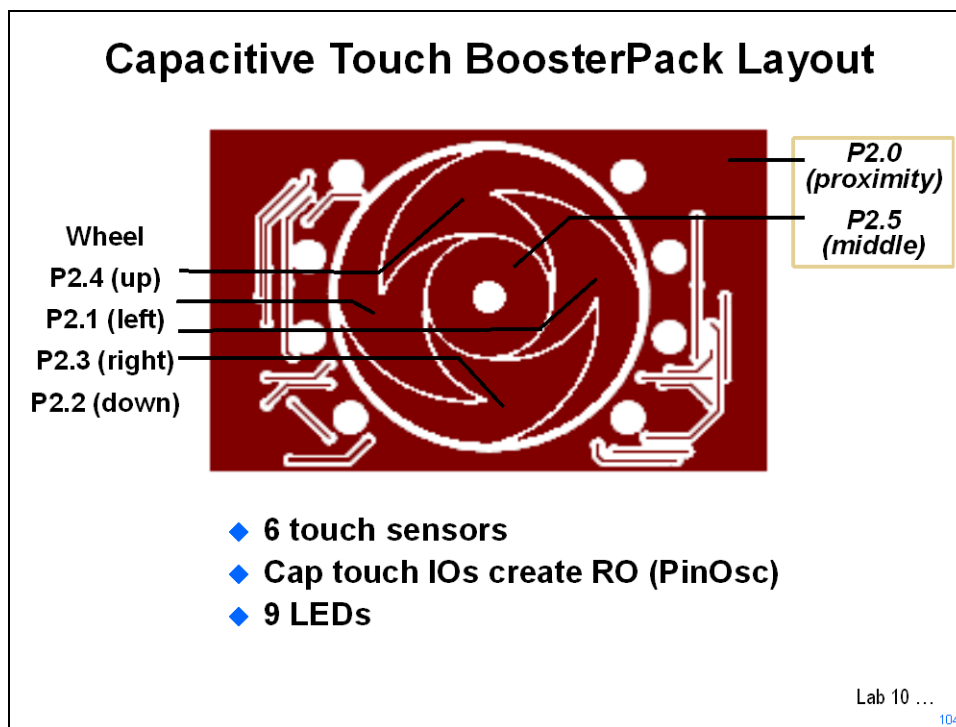 Capacitive Touch BoosterPack Layout
P2.0
(proximity)
P2.5
(middle)
Wheel
P2.4 (up)
P2.1 (left)
P2.3 (right)
P2.2 (down)
6 touch sensors
Cap touch IOs create RO (PinOsc)
9 LEDs
Lab 10 ...
104